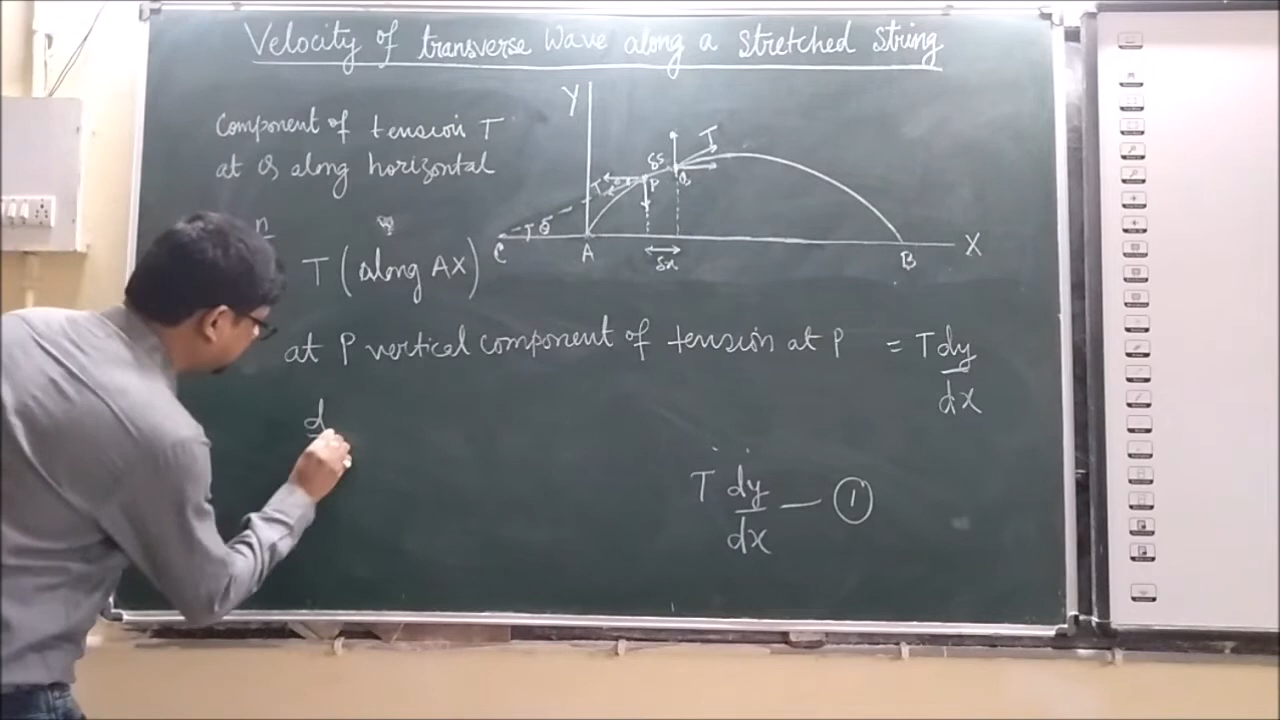 Velocity of transverse wave along a stretched string
Component of tension T
at Q along horizontal
n
T (along AX)
Y
T
δs
T
P
Q
θ
C
A
δx
B
X
at P vertical component of tension at P = T dy/dx
d
T dy/dx — 1